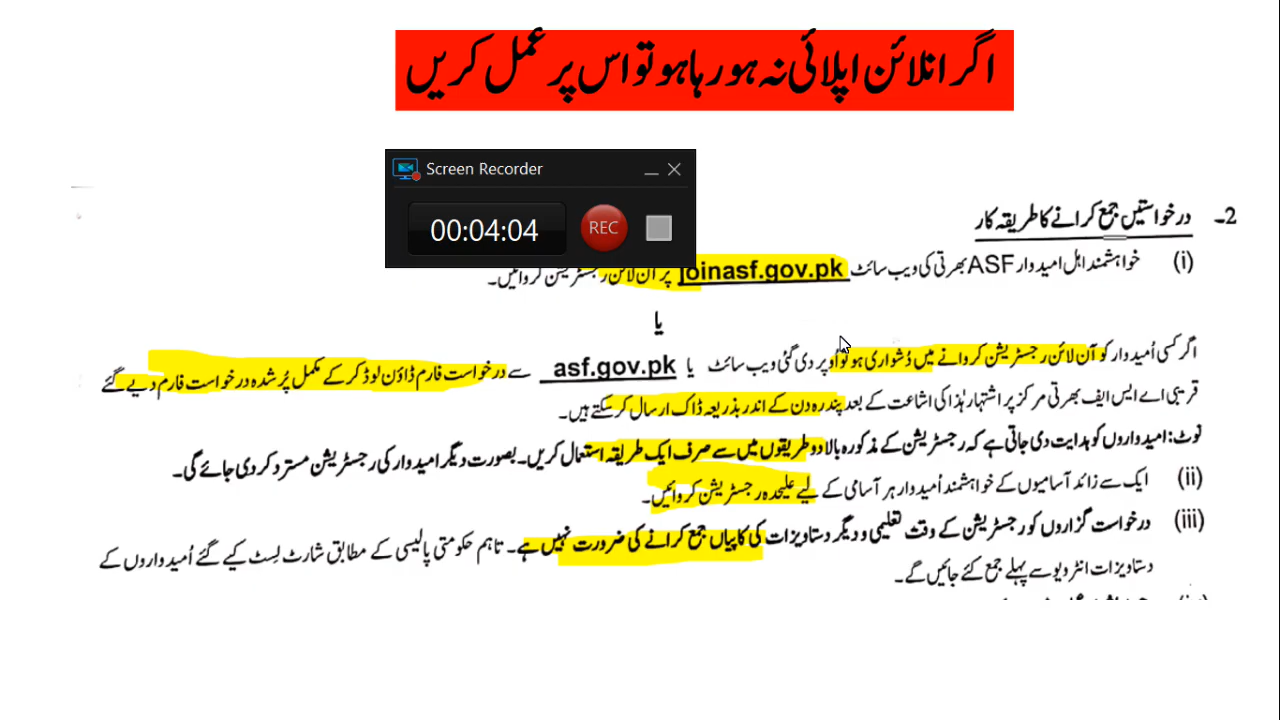 اگر انلائن اپلائی نہ ہو رہا ہو تو اس پر عمل کریں
Screen Recorder
00:04:04
REC
2۔ درخواستیں جمع کرانے کا طریقہ کار
(i) خواہشمند اہل امیدوار ASF بھرتی کی ویب سائٹ joinasf.gov.pk پر آن لائن رجسٹریشن کروائیں۔
یا
اگر کسی اُمیدوار کو آن لائن رجسٹریشن کروانے میں دُشواری ہو تو اوپر دی گئی ویب سائٹ یا asf.gov.pk سے درخواست فارم ڈاؤن لوڈ کر کے مکمل پُر شدہ درخواست فارم دیے گئے
قریبی اے ایس ایف بھرتی مرکز پر اشتہار ہٰذا کی اشاعت کے بعد پندرہ دن کے اندر بذریعہ ڈاک ارسال کر سکتے ہیں۔
نوٹ: امیدواروں کو ہدایت دی جاتی ہے کہ رجسٹریشن کے مذکورہ بالا دو طریقوں میں سے صرف ایک طریقہ استعمال کریں۔ بصورت دیگر امیدوار کی رجسٹریشن مسترد کر دی جائے گی۔
(ii) ایک سے زائد آسامیوں کے خواہشمند اُمیدوار ہر آسامی کے لیے علیحدہ رجسٹریشن کروائیں۔
(iii) درخواست گزاروں کو رجسٹریشن کے وقت تعلیمی و دیگر دستاویزات کی کاپیاں جمع کرانے کی ضرورت نہیں ہے۔ تاہم حکومتی پالیسی کے مطابق شارٹ لِسٹ کیے گئے اُمیدواروں کے
دستاویزات انٹرویو سے پہلے جمع کئے جائیں گے۔